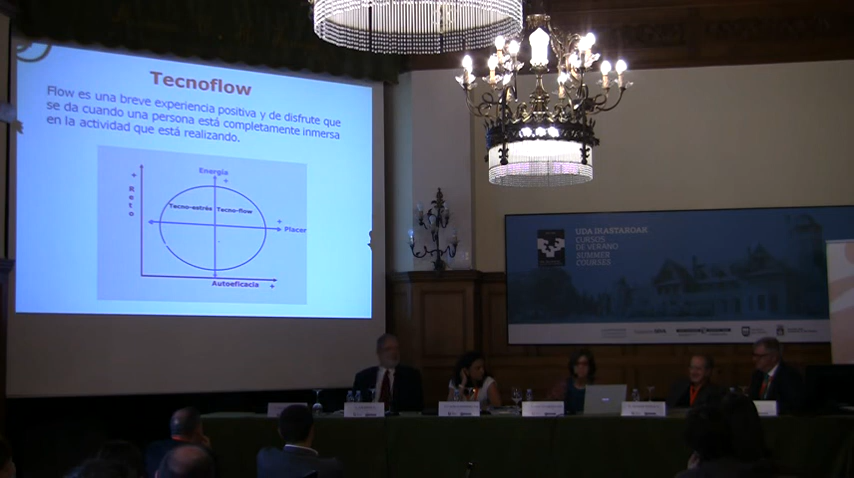 Tecnoflow
Flow es una breve experiencia positiva y de disfrute que
se da cuando una persona está completamente inmersa
en la actividad que está realizando.
Energía
+
+
Reto
Tecno-estrés
Tecno-flow
+
Placer
Autoeficacia
+
UDA IKASTAROAK
CURSOS
DE VERANO
SUMMER
COURSES